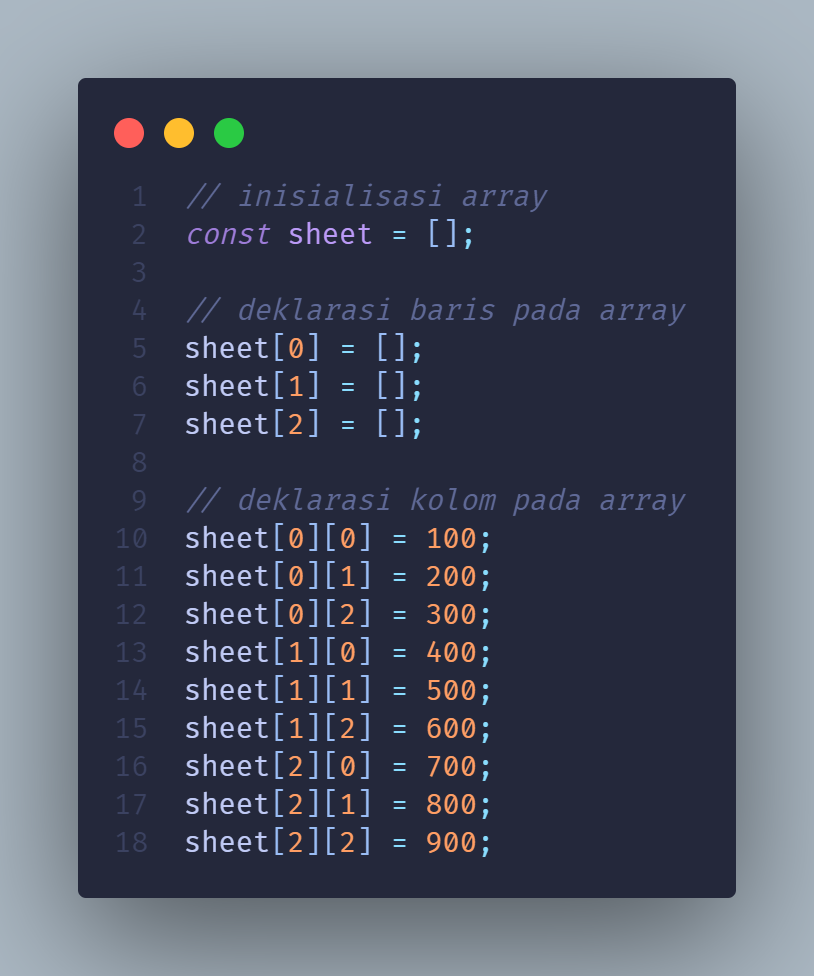 1 // inisialisasi array
2 const sheet = [];
3
4 // deklarasi baris pada array
5 sheet[0] = [];
6 sheet[1] = [];
7 sheet[2] = [];
8
9 // deklarasi kolom pada array
10 sheet[0][0] = 100;
11 sheet[0][1] = 200;
12 sheet[0][2] = 300;
13 sheet[1][0] = 400;
14 sheet[1][1] = 500;
15 sheet[1][2] = 600;
16 sheet[2][0] = 700;
17 sheet[2][1] = 800;
18 sheet[2][2] = 900;